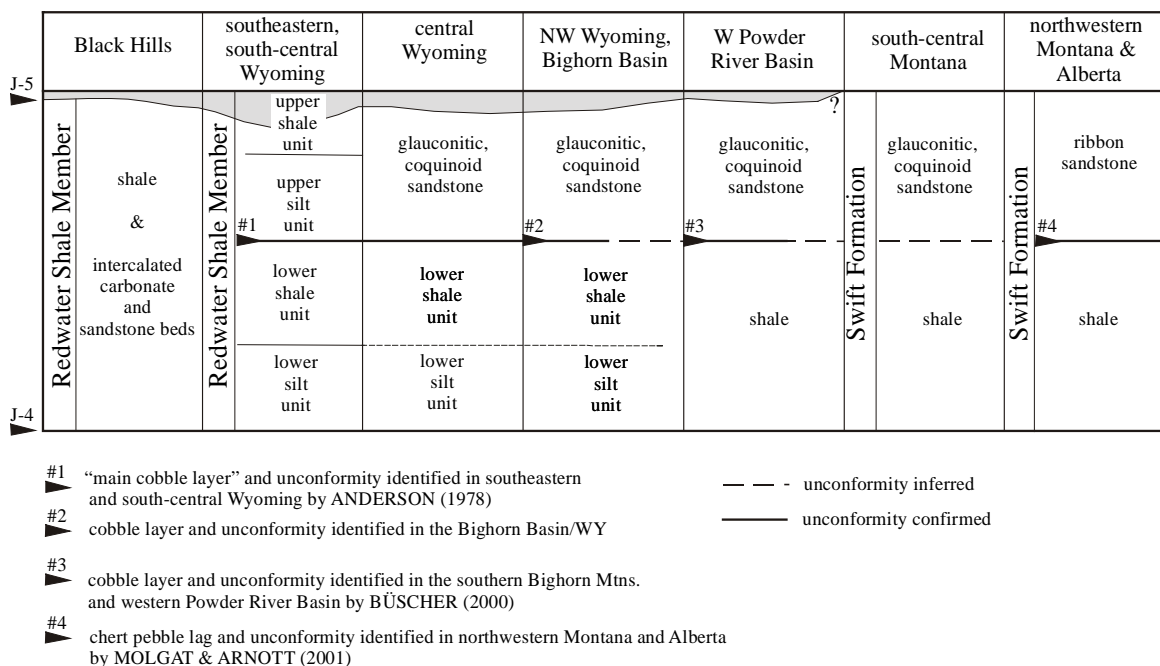 Black Hills
southeastern,
south-central
Wyoming
central
Wyoming
NW Wyoming,
Bighorn Basin
W Powder
River Basin
south-central
Montana
northwestern
Montana &
Alberta
J-5
Redwater Shale Member
shale
&
intercalated
carbonate
and
sandstone beds
Redwater Shale Member
upper
shale
unit
upper
silt
unit
#1
lower
shale
unit
lower
silt
unit
glauconitic,
coquinoid
sandstone
lower
shale
unit
lower
silt
unit
glauconitic,
coquinoid
sandstone
#2
lower
shale
unit
lower
silt
unit
glauconitic,
coquinoid
sandstone
?
#3
shale
Swift Formation
glauconitic,
coquinoid
sandstone
shale
Swift Formation
ribbon
sandstone
#4
shale
J-4
#1
“main cobble layer” and unconformity identified in southeastern
and south-central Wyoming by ANDERSON (1978)
#2
cobble layer and unconformity identified in the Bighorn Basin/WY
#3
cobble layer and unconformity identified in the southern Bighorn Mtns.
and western Powder River Basin by BÜSCHER (2000)
#4
chert pebble lag and unconformity identified in northwestern Montana and Alberta
by MOLGAT & ARNOTT (2001)
unconformity inferred
unconformity confirmed